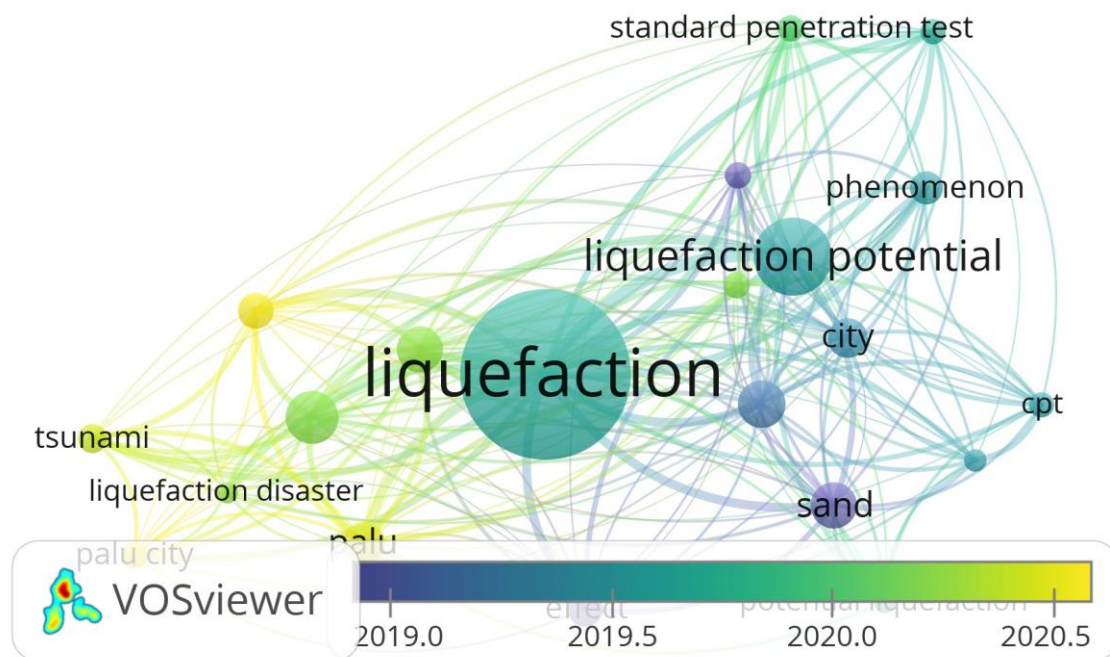 standard penetration test
phenomenon
liquefaction potential
city
liquefaction
cpt
tsunami
liquefaction disaster
sand
palu
palu city
effect
potential liquefaction
VOSviewer
2019.0 2019.5 2020.0 2020.5